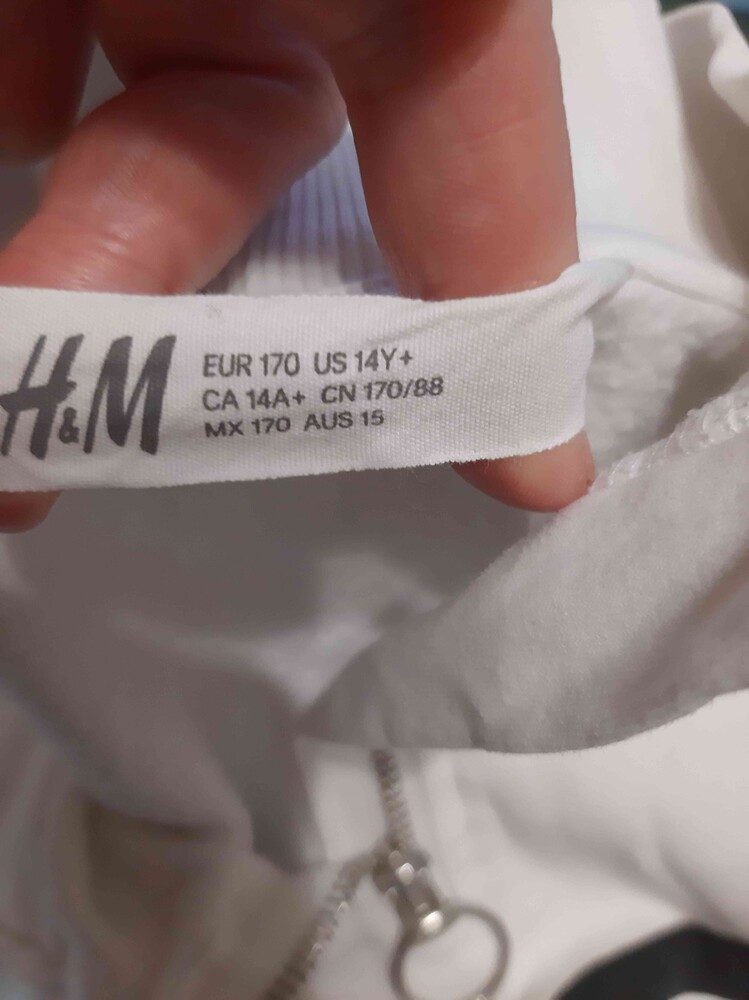 H&M
EUR 170 US 14Y+
CA 14A+ CN 170/88
MX 170 AUS 15